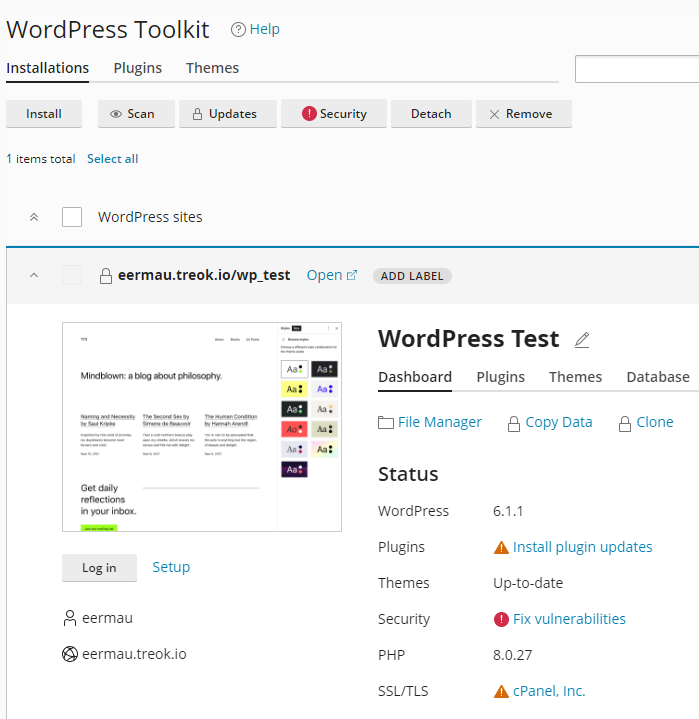 WordPress Toolkit Help
Installations Plugins Themes
Install Scan Updates Security Detach Remove
1 items total Select all
WordPress sites
eermau.treok.io/wp_test Open ADD LABEL
Mindblown: a blog about philosophy.
Naming and Necessity
by Saul Kripke
The Second Sex by
Simone de Beauvoir
The Human Condition
by Hannah Arendt
Get daily
reflections
in your inbox.
Aa Aa
Aa Aa
Aa Aa
Aa Aa
Aa Aa
Aa
WordPress Test
Dashboard Plugins Themes Database
File Manager Copy Data Clone
Status
WordPress 6.1.1
Plugins Install plugin updates
Themes Up-to-date
Security Fix vulnerabilities
PHP 8.0.27
SSL/TLS cPanel, Inc.
Log in Setup
eermau
eermau.treok.io